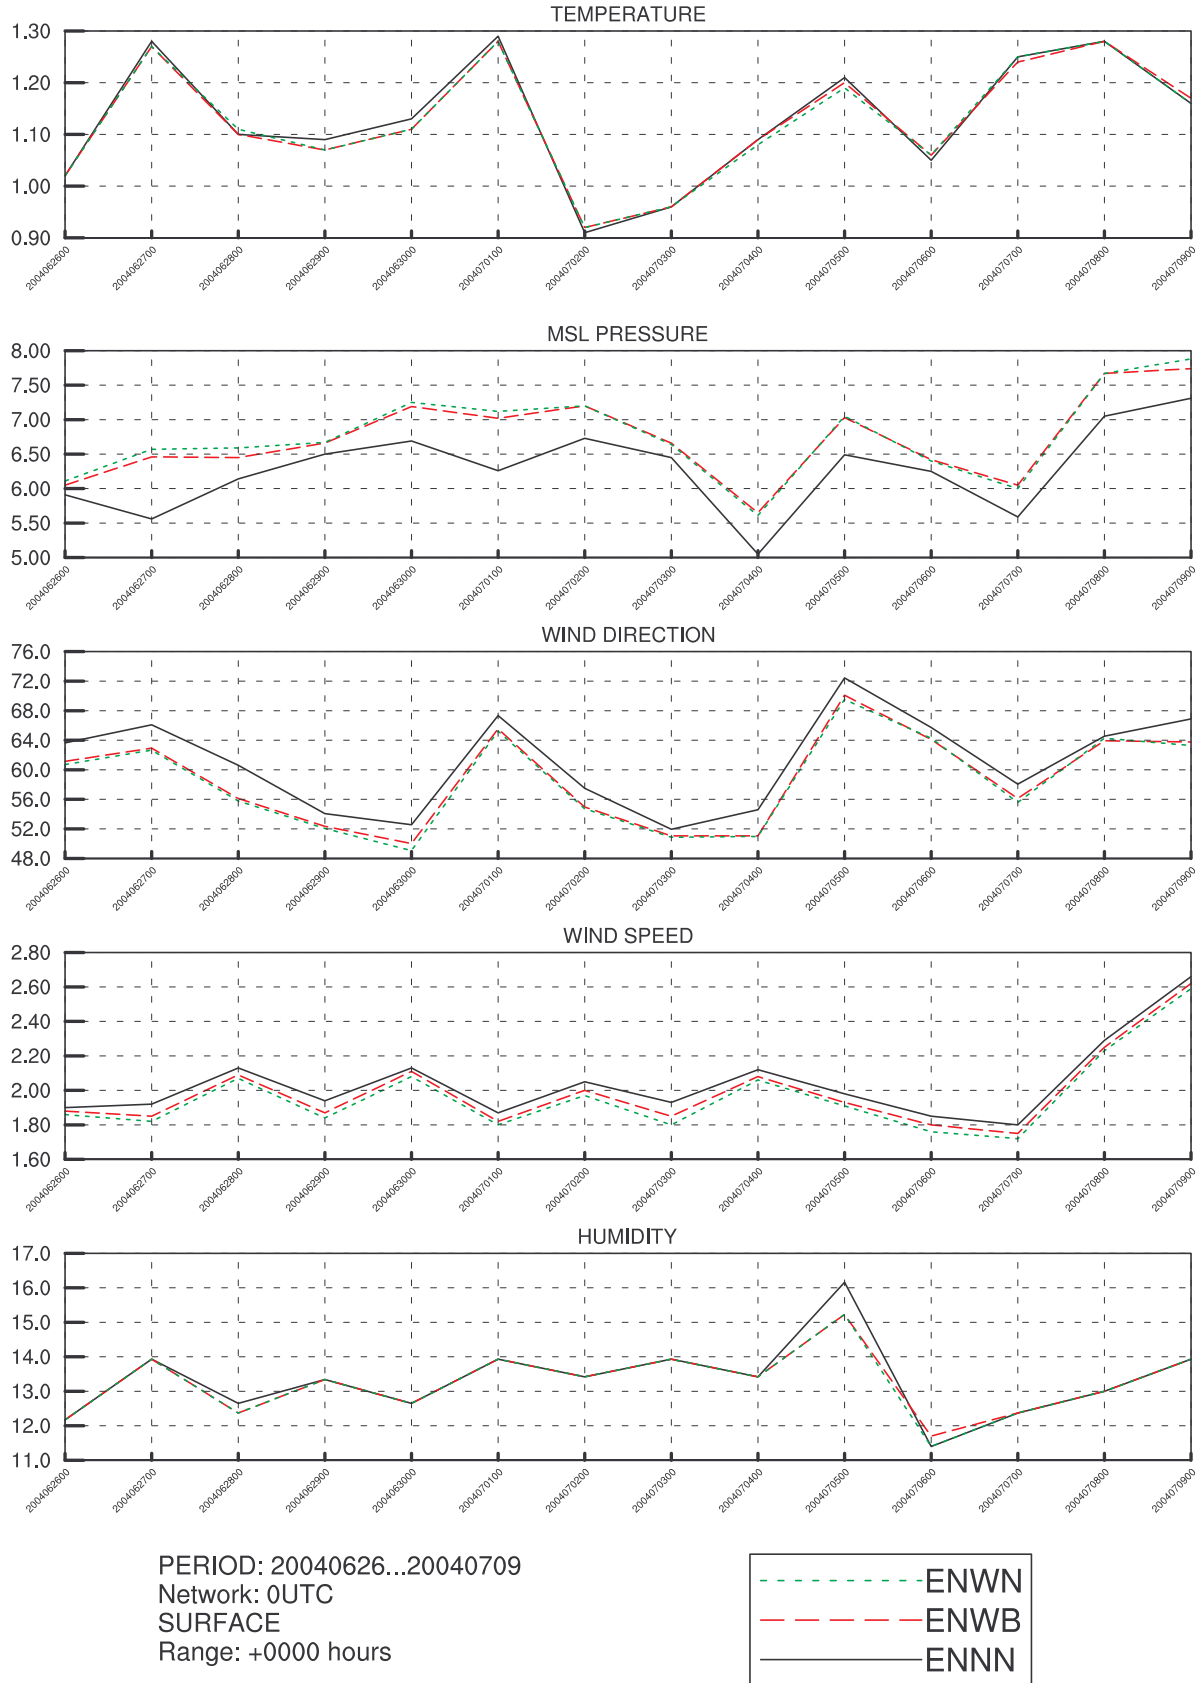 TEMPERATURE
1.30
1.20
1.10
1.00
0.90
2004062600 2004062700 2004062800 2004062900 2004063000 2004070100 2004070200 2004070300 2004070400 2004070500 2004070600 2004070700 2004070800 2004070900
MSL PRESSURE
8.00
7.50
7.00
6.50
6.00
5.50
5.00
2004062600 2004062700 2004062800 2004062900 2004063000 2004070100 2004070200 2004070300 2004070400 2004070500 2004070600 2004070700 2004070800 2004070900
WIND DIRECTION
76.0
72.0
68.0
64.0
60.0
56.0
52.0
48.0
2004062600 2004062700 2004062800 2004062900 2004063000 2004070100 2004070200 2004070300 2004070400 2004070500 2004070600 2004070700 2004070800 2004070900
WIND SPEED
2.80
2.60
2.40
2.20
2.00
1.80
1.60
2004062600 2004062700 2004062800 2004062900 2004063000 2004070100 2004070200 2004070300 2004070400 2004070500 2004070600 2004070700 2004070800 2004070900
HUMIDITY
17.0
16.0
15.0
14.0
13.0
12.0
11.0
2004062600 2004062700 2004062800 2004062900 2004063000 2004070100 2004070200 2004070300 2004070400 2004070500 2004070600 2004070700 2004070800 2004070900
PERIOD: 20040626...20040709
Network: 0UTC
SURFACE
Range: +0000 hours
ENWN
ENWB
ENNN